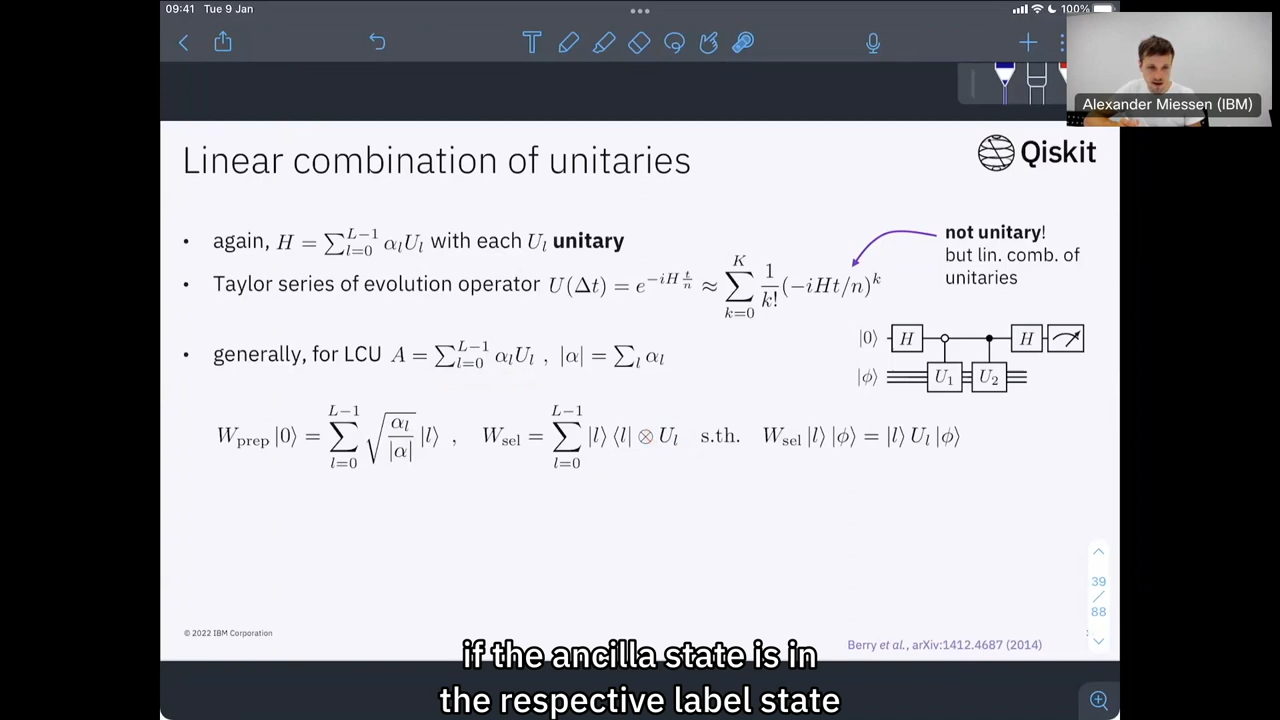 09:41 Tue 9 Jan
100%
Alexander Miessen (IBM)
Linear combination of unitaries
Qiskit
• again, H = ∑_{l=0}^{L−1} α_l U_l with each U_l unitary
not unitary!
but lin. comb. of
unitaries
• Taylor series of evolution operator U(Δt) = e^{−iH t/n} ≈ ∑_{k=0}^{K} 1/k! (−iHt/n)^k
|0⟩ H H
• generally, for LCU A = ∑_{l=0}^{L−1} α_l U_l , |α| = ∑_l α_l
|ϕ⟩ U_1 U_2
W_prep |0⟩ = ∑_{l=0}^{L−1} √(α_l/|α|) |l⟩ , W_sel = ∑_{l=0}^{L−1} |l⟩ ⟨l| ⊗ U_l s.th. W_sel |l⟩ |ϕ⟩ = |l⟩ U_l |ϕ⟩
39
/
88
© 2022 IBM Corporation
Berry et al., arXiv:1412.4687 (2014)
if the ancilla state is in
the respective label state